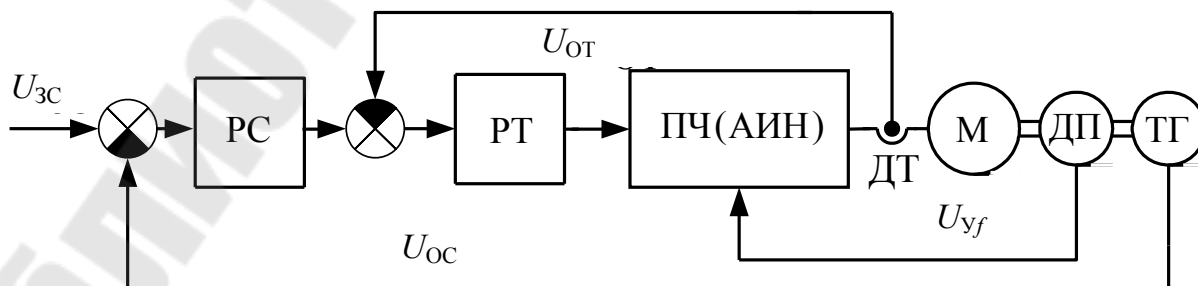 U_ОТ
U_ЗС
РС
РТ
ПЧ(АИН)
М
ДП
ТГ
ДТ
U_Уf
U_ОС